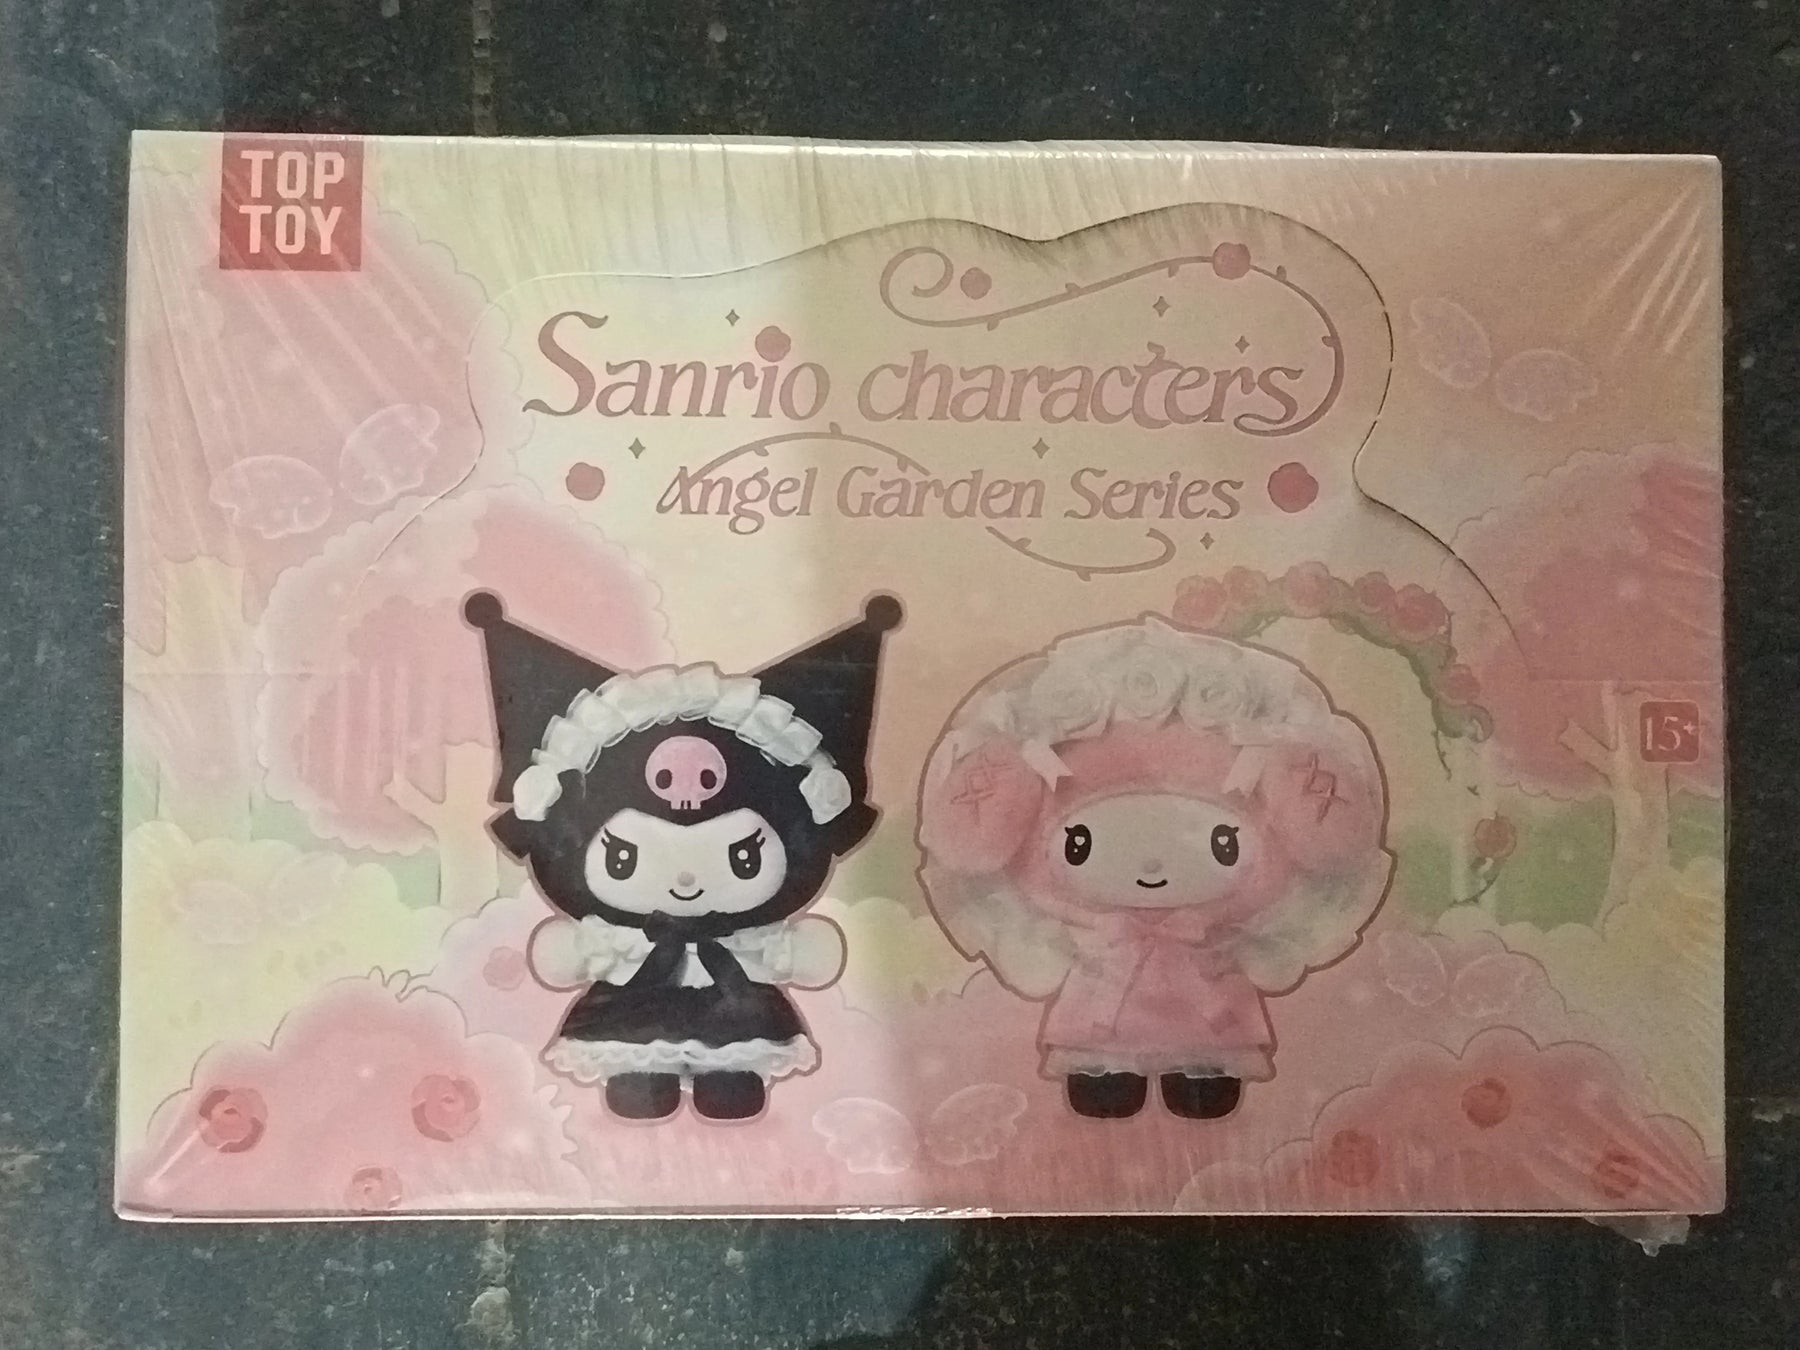 TOP
TOY
Sanrio characters
Angel Garden Series
15+